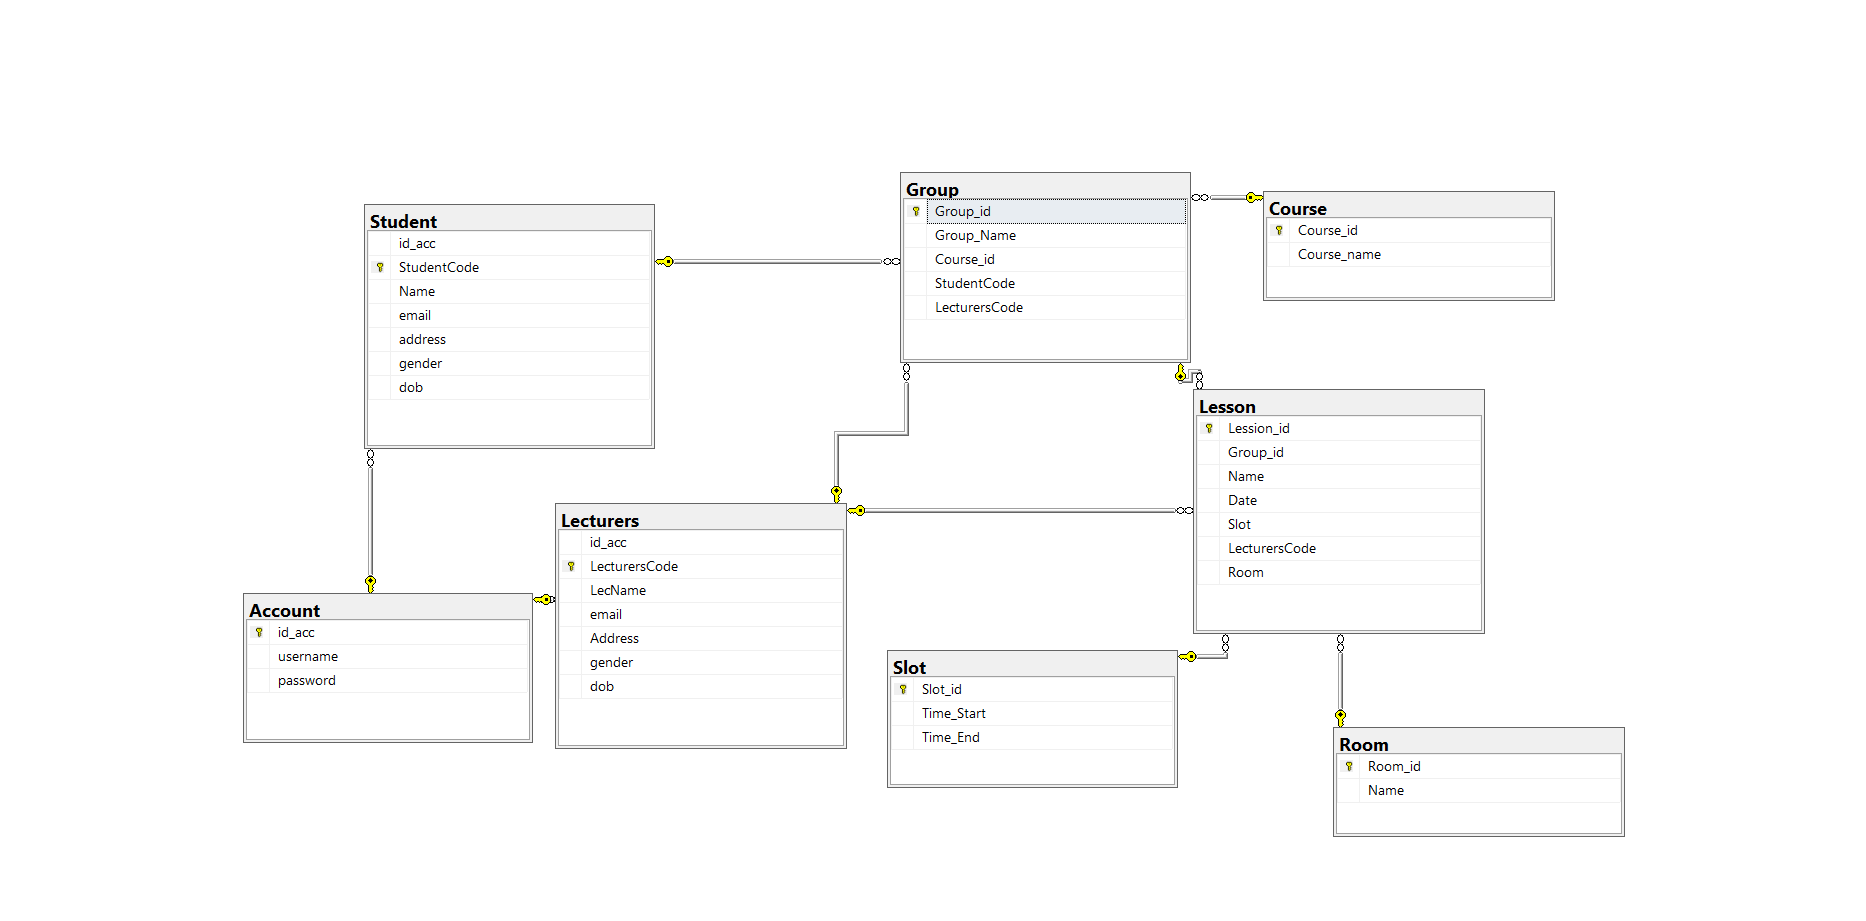 Student
id_acc
StudentCode
Name
email
address
gender
dob
Group
Group_id
Group_Name
Course_id
StudentCode
LecturersCode
Course
Course_id
Course_name
Lesson
Lession_id
Group_id
Name
Date
Slot
LecturersCode
Room
Lecturers
id_acc
LecturersCode
LecName
email
Address
gender
dob
Account
id_acc
username
password
Slot
Slot_id
Time_Start
Time_End
Room
Room_id
Name